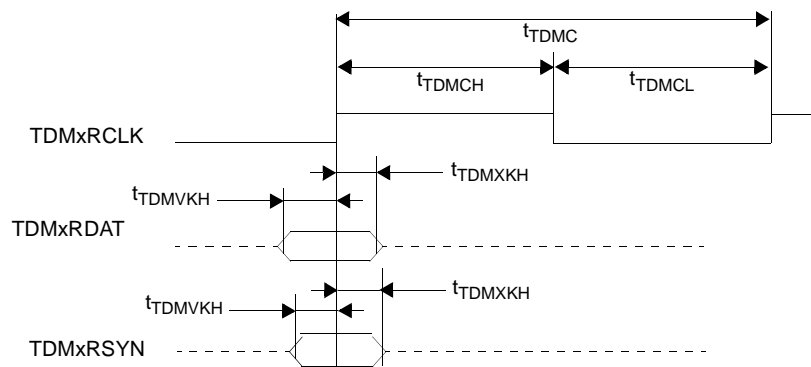 tTDMC
tTDMCH
tTDMCL
TDMxRCLK
tTDMXKH
tTDMVKH
TDMxRDAT
tTDMXKH
tTDMVKH
TDMxRSYN